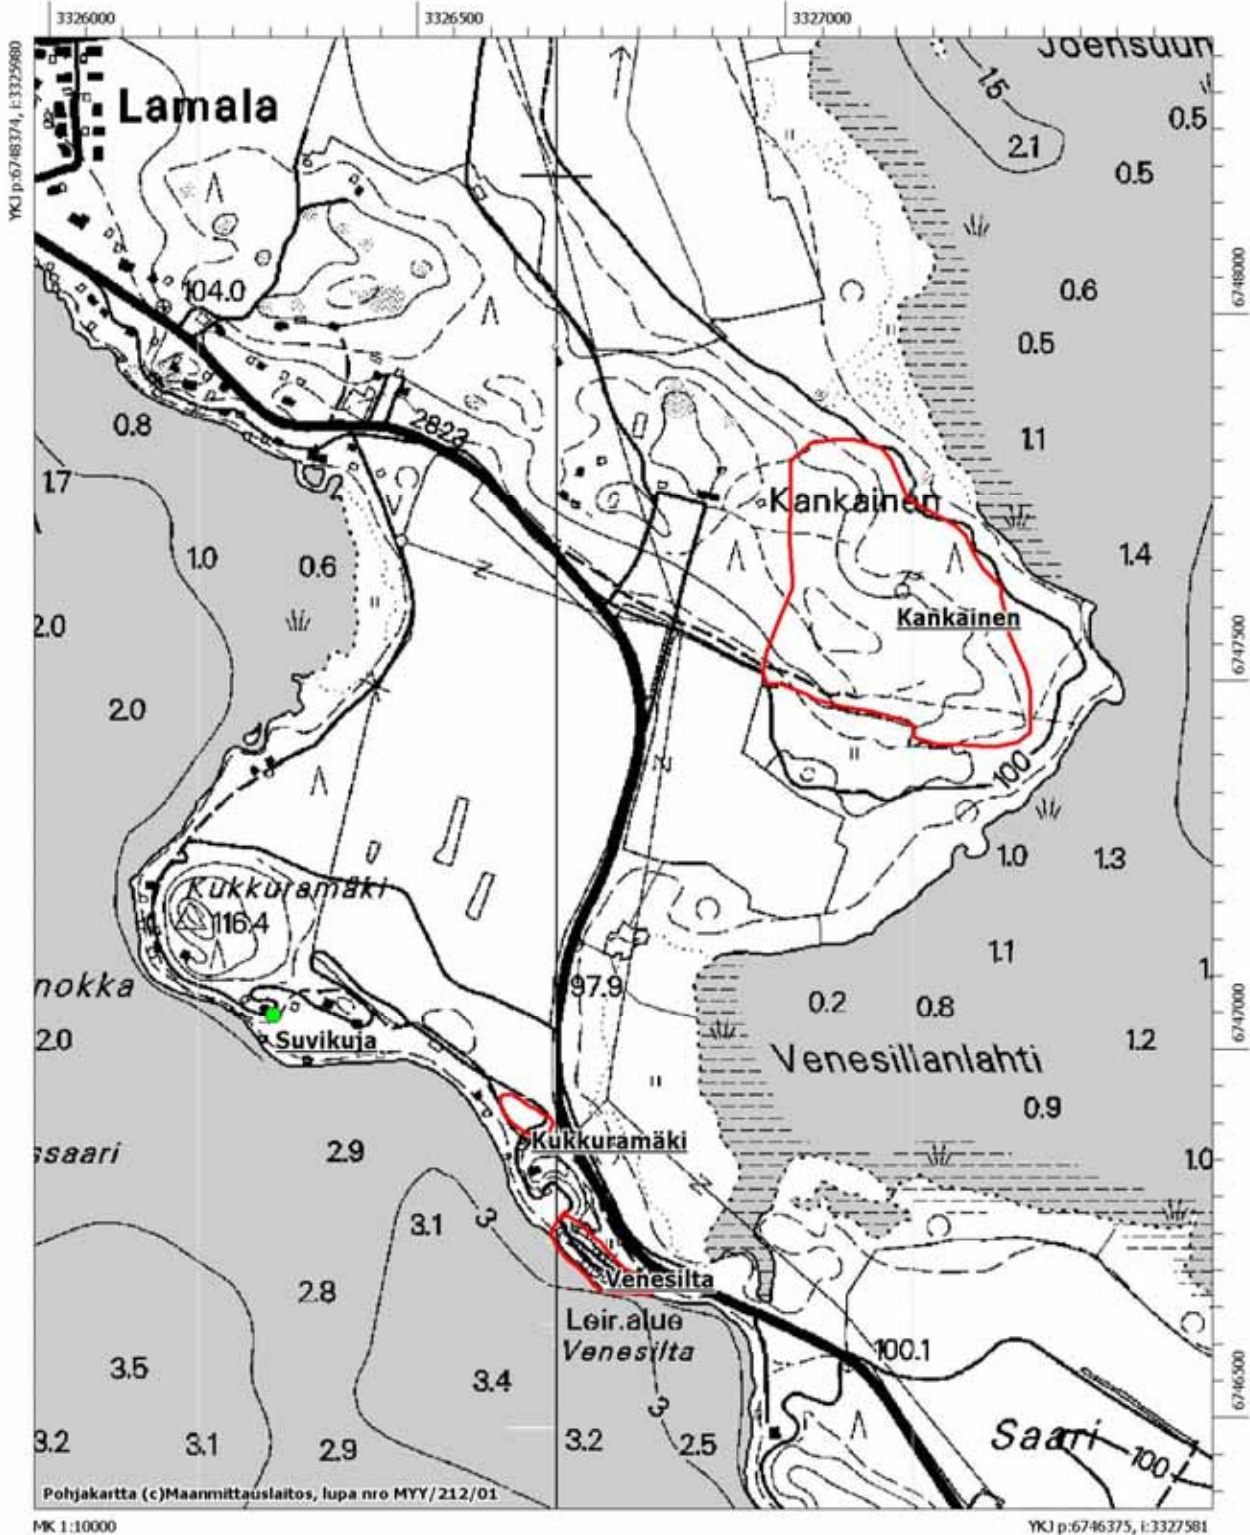 3326000
3326500
3327000
YKJ p:6748374, i:3325980
Joensuun
Lamala
1.5
2.1
0.5
0.5
6748000
104.0
0.6
0.5
0.8
2823
1.1
1.7
Kankainen
1.0
0.6
1.4
Kankainen
2.0
6747500
2.0
100
1.0
1.3
Kukkuramäki
116.4
1.1
nokka
97.9
0.2
0.8
2.0
Suvikuja
1.2
6747000
Venesillanlahti
0.9
Kukkuramäki
ssaari
2.9
1.0
3.1
3
Venesilta
2.8
Leir.alue
Venesilta
100.1
3.5
3.4
6746500
3
3.2
3.1
2.9
3.2
2.5
Saari
100
Pohjakartta (c)Maanmittauslaitos, lupa nro MYY/212/01
MK 1:10000
YKJ p:6746375, i:3327581